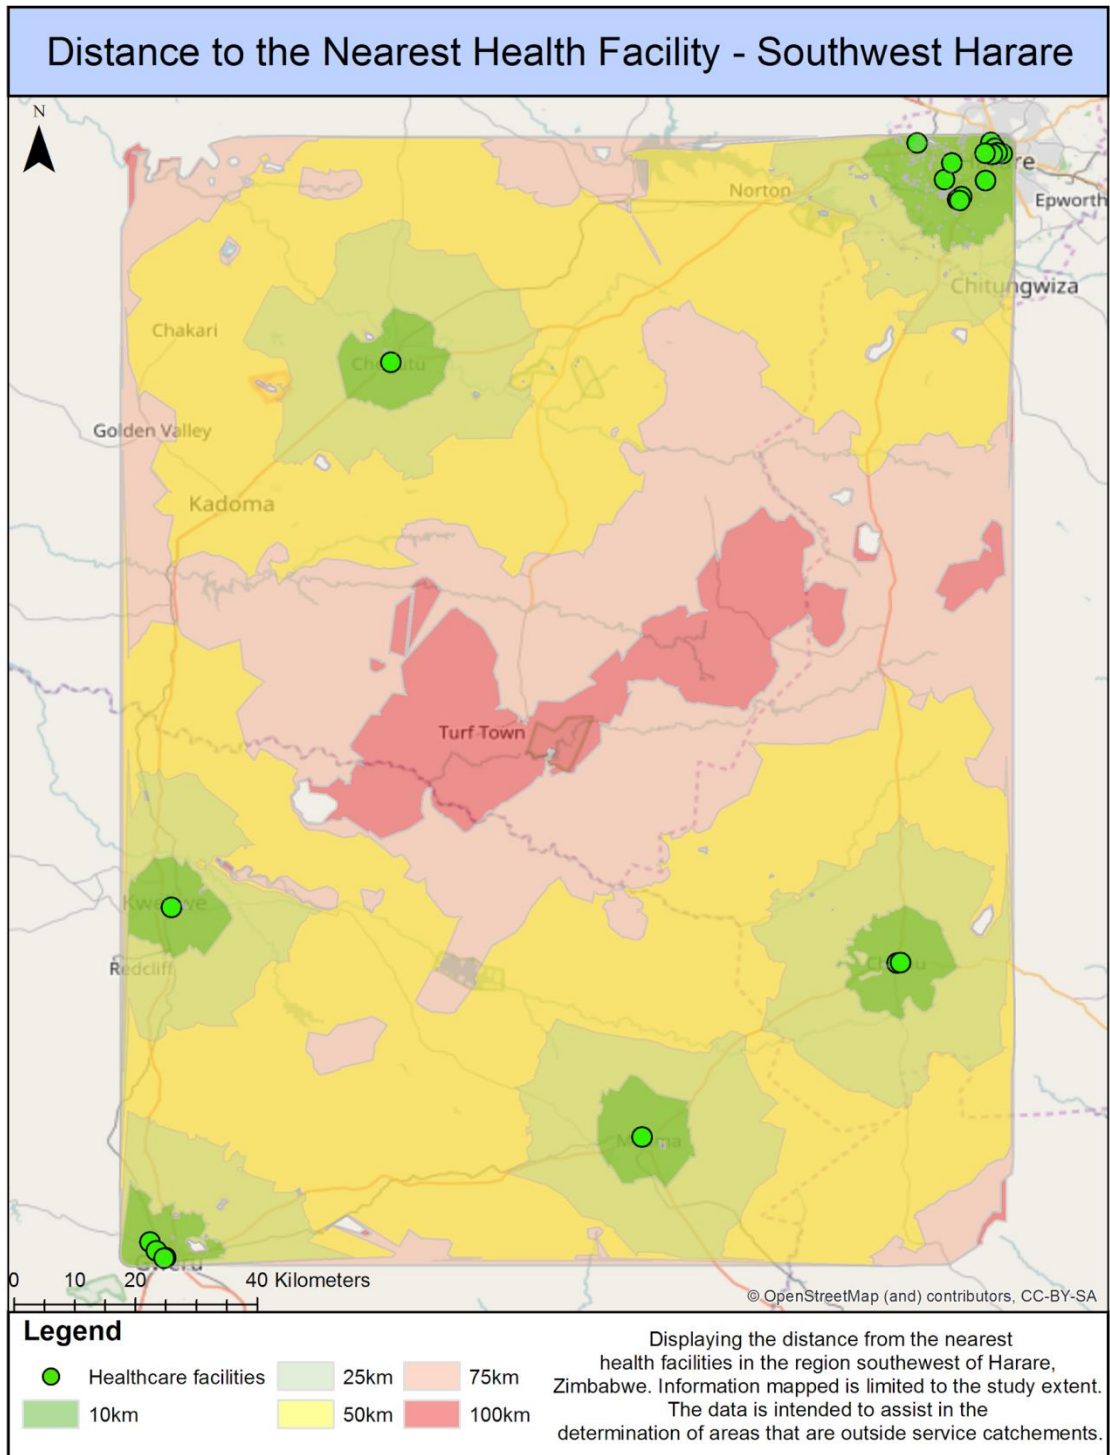 Distance to the Nearest Health Facility - Southwest Harare
N
Norton
Epworth
Chitungwiza
Chakari
Golden Valley
Kadoma
Turf Town
Redcliff
0 10 20 40 Kilometers
© OpenStreetMap (and) contributors, CC-BY-SA
Legend
Healthcare facilities
10km
25km
50km
75km
100km
Displaying the distance from the nearest
health facilities in the region southewest of Harare,
Zimbabwe. Information mapped is limited to the study extent.
The data is intended to assist in the
determination of areas that are outside service catchements.